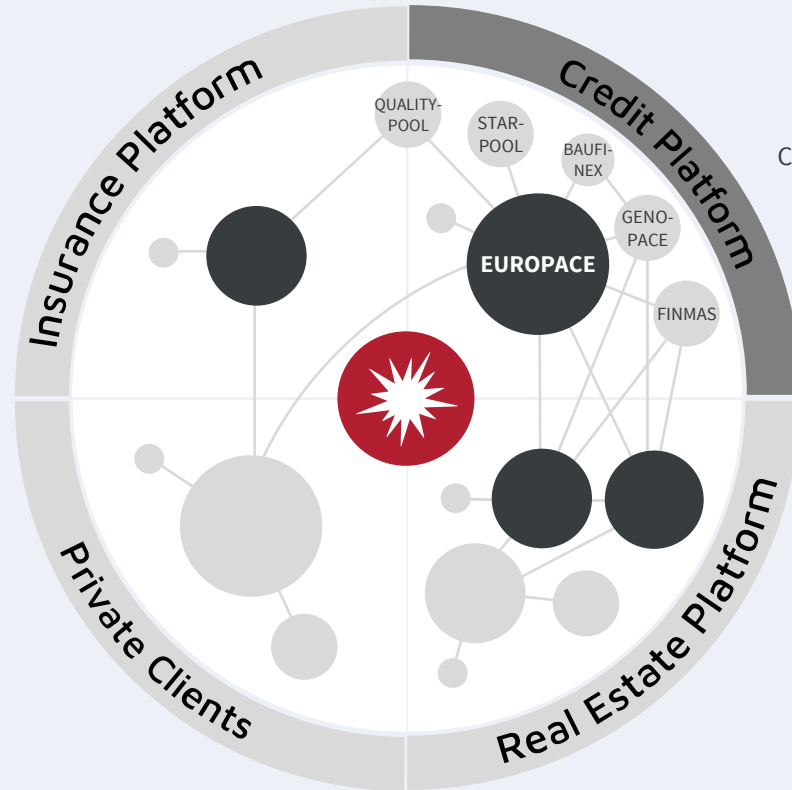 Insurance Platform
Credit Platform
QUALITY-
POOL
STAR-
POOL
BAUFI-
NEX
C
GENO-
PACE
EUROPACE
FINMAS
Private Clients
Real Estate Platform